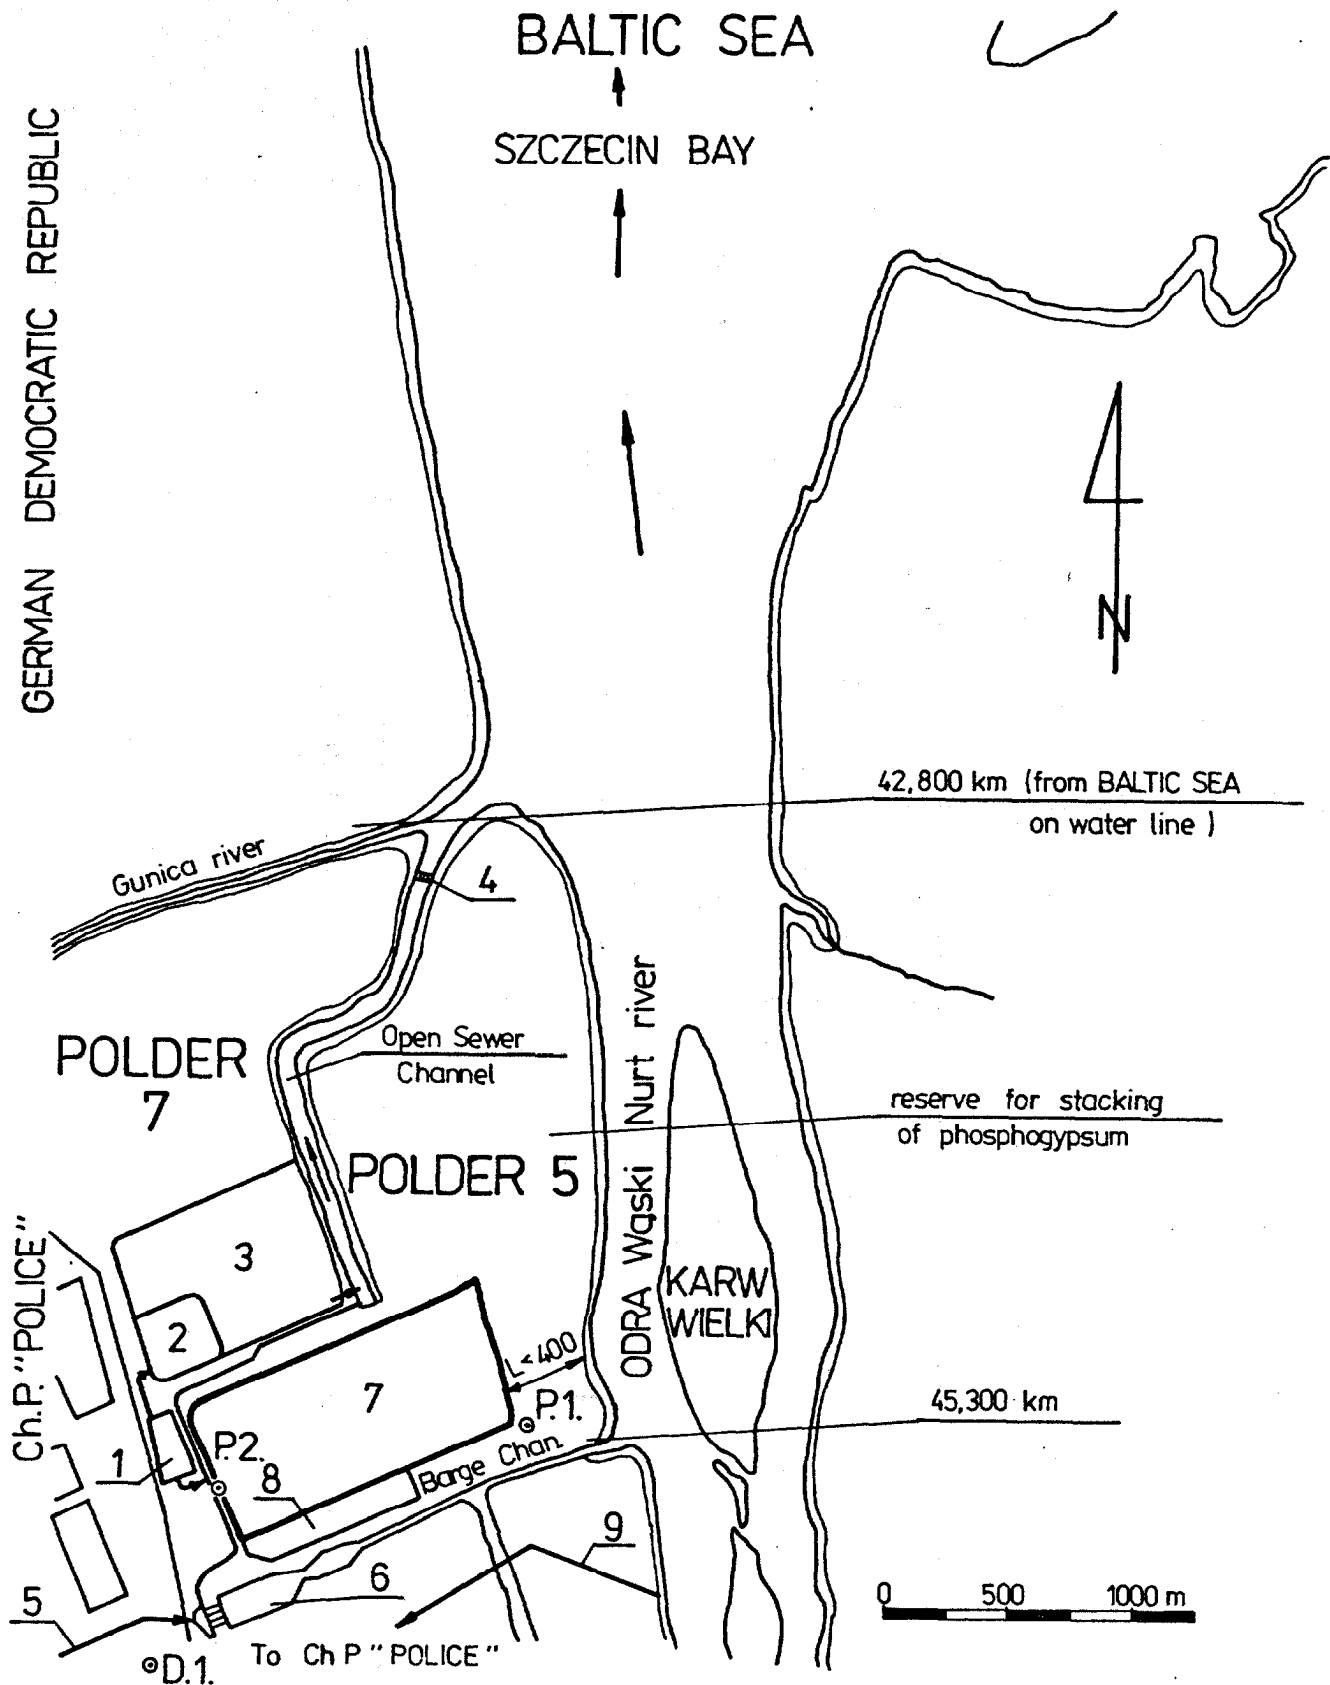 BALTIC SEA
SZCZECIN BAY
GERMAN DEMOCRATIC REPUBLIC
N
42,800 km (from BALTIC SEA
on water line)
Gunica river
4
ODRA Wąski Nurt river
Open Sewer
Channel
POLDER
7
reserve for stacking
of phosphogypsum
POLDER 5
Ch.P. "POLICE"
3
KARW
WIELKI
2
L<400
7
P.1.
45,300 km
P.2.
1
Barge Chan.
8
9
6
5
0 500 1000 m
To Ch P "POLICE"
D.1.